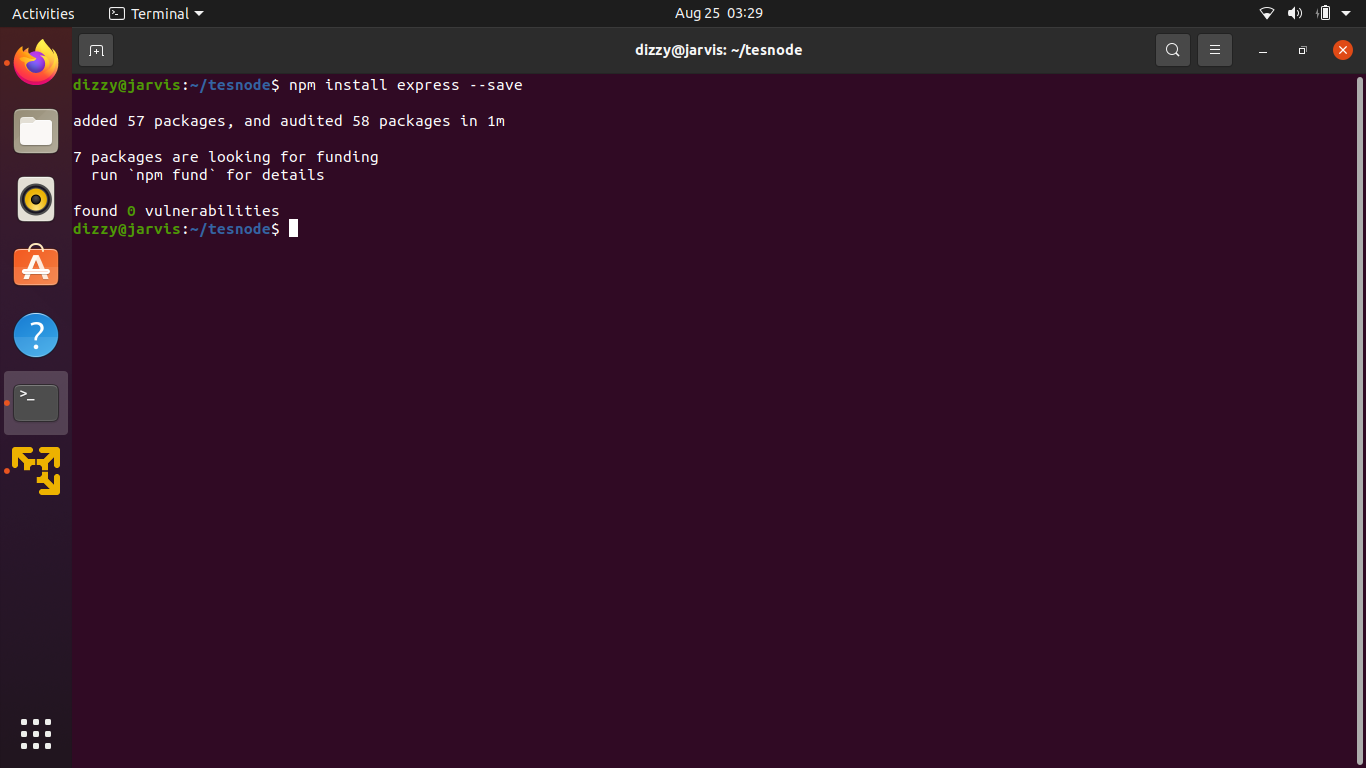 Activities
Terminal
Aug 25 03:29
dizzy@jarvis: ~/tesnode
dizzy@jarvis:~/tesnode$ npm install express --save
added 57 packages, and audited 58 packages in 1m
7 packages are looking for funding
run `npm fund` for details
found 0 vulnerabilities
dizzy@jarvis:~/tesnode$